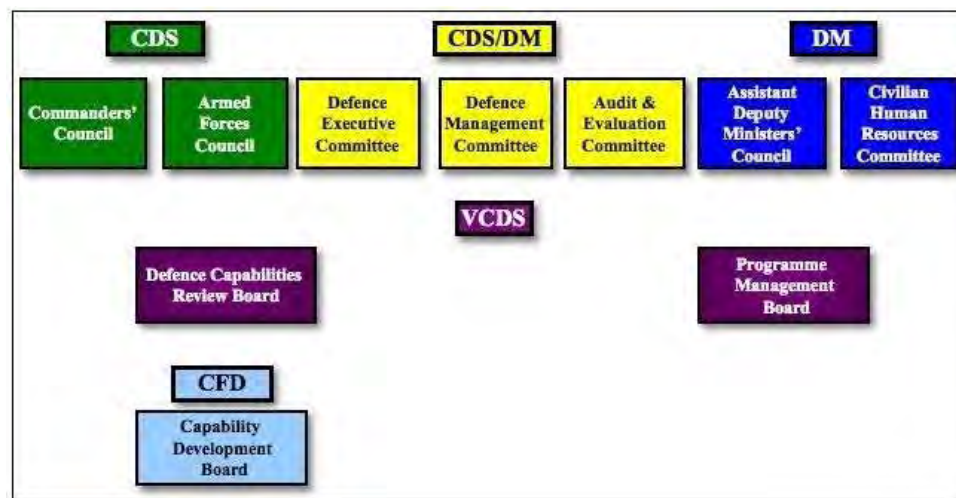 CDS
CDS/DM
DM
Commanders'
Council
Armed
Forces
Council
Defence
Executive
Committee
Defence
Management
Committee
Audit &
Evaluation
Committee
Assistant
Deputy
Ministers'
Council
Civilian
Human
Resources
Committee
VCDS
Defence Capabilities
Review Board
Programme
Management
Board
CFD
Capability
Development
Board